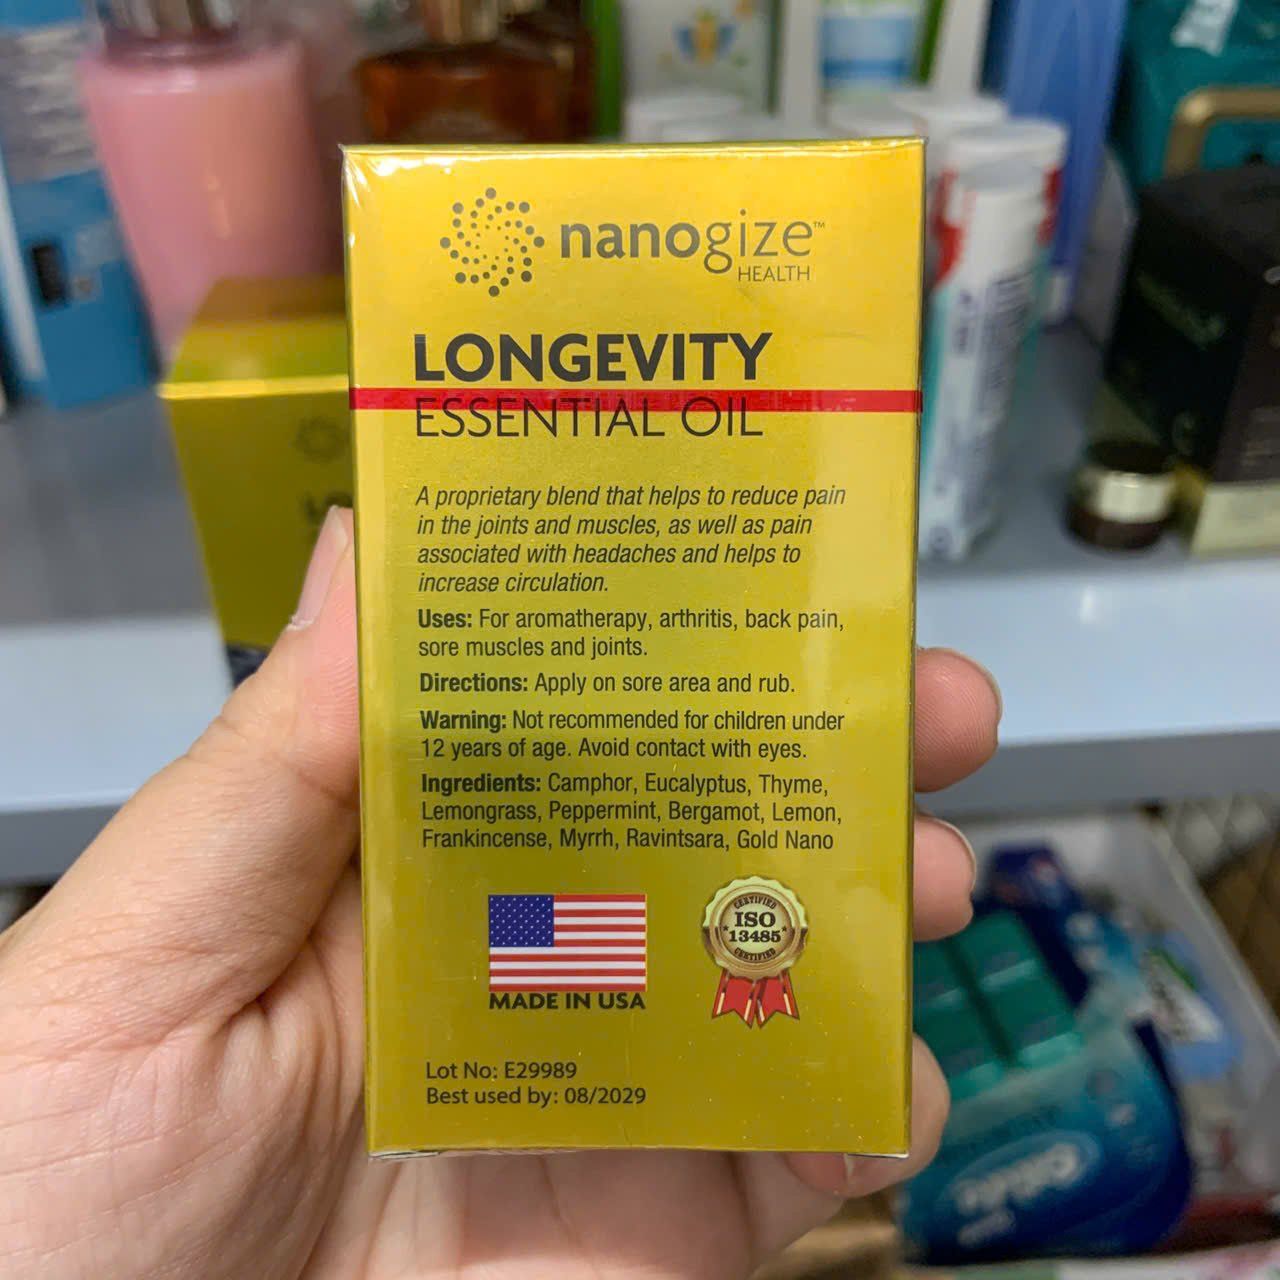 nanogize™
HEALTH
LONGEVITY
ESSENTIAL OIL
A proprietary blend that helps to reduce pain
in the joints and muscles, as well as pain
associated with headaches and helps to
increase circulation.
Uses: For aromatherapy, arthritis, back pain,
sore muscles and joints.
Directions: Apply on sore area and rub.
Warning: Not recommended for children under
12 years of age. Avoid contact with eyes.
Ingredients: Camphor, Eucalyptus, Thyme,
Lemongrass, Peppermint, Bergamot, Lemon,
Frankincense, Myrrh, Ravintsara, Gold Nano
CERTIFIED
ISO
13485
CERTIFIED
MADE IN USA
Lot No: E29989
Best used by: 08/2029